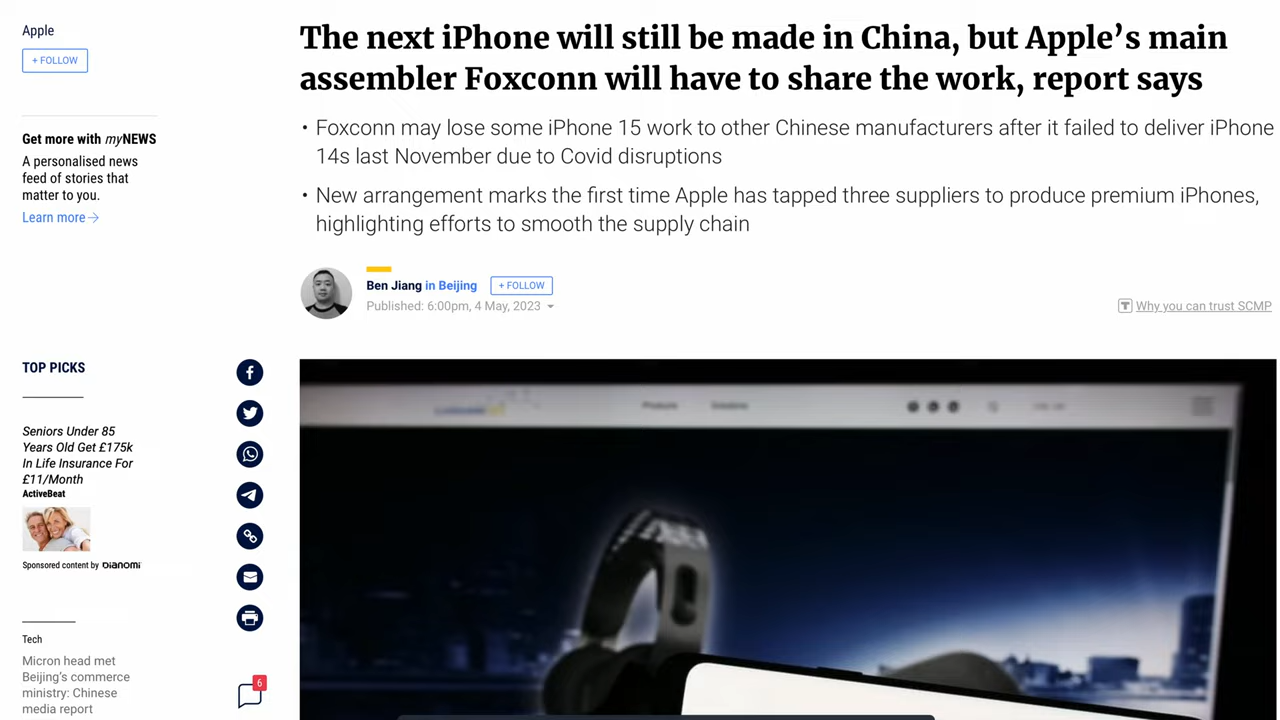 Apple
+ FOLLOW
Get more with myNEWS
A personalised news
feed of stories that
matter to you.
Learn more
The next iPhone will still be made in China, but Apple’s main
assembler Foxconn will have to share the work, report says
• Foxconn may lose some iPhone 15 work to other Chinese manufacturers after it failed to deliver iPhone
14s last November due to Covid disruptions
• New arrangement marks the first time Apple has tapped three suppliers to produce premium iPhones,
highlighting efforts to smooth the supply chain
Ben Jiang in Beijing + FOLLOW
Published: 6:00pm, 4 May, 2023
Why you can trust SCMP
TOP PICKS
Seniors Under 85
Years Old Get £175k
In Life Insurance For
£11/Month
ActiveBeat
Sponsored content by bianomi
Tech
Micron head met
Beijing’s commerce
ministry: Chinese
media report
6
Products Solutions